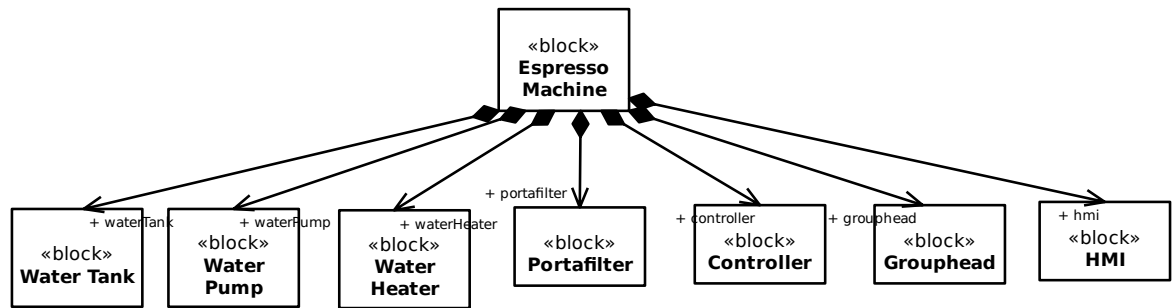 «block»
Espresso
Machine
+ waterTank
«block»
Water Tank
+ waterPump
«block»
Water
Pump
+ waterHeater
«block»
Water
Heater
+ portafilter
«block»
Portafilter
+ controller
«block»
Controller
+ grouphead
«block»
Grouphead
+ hmi
«block»
HMI